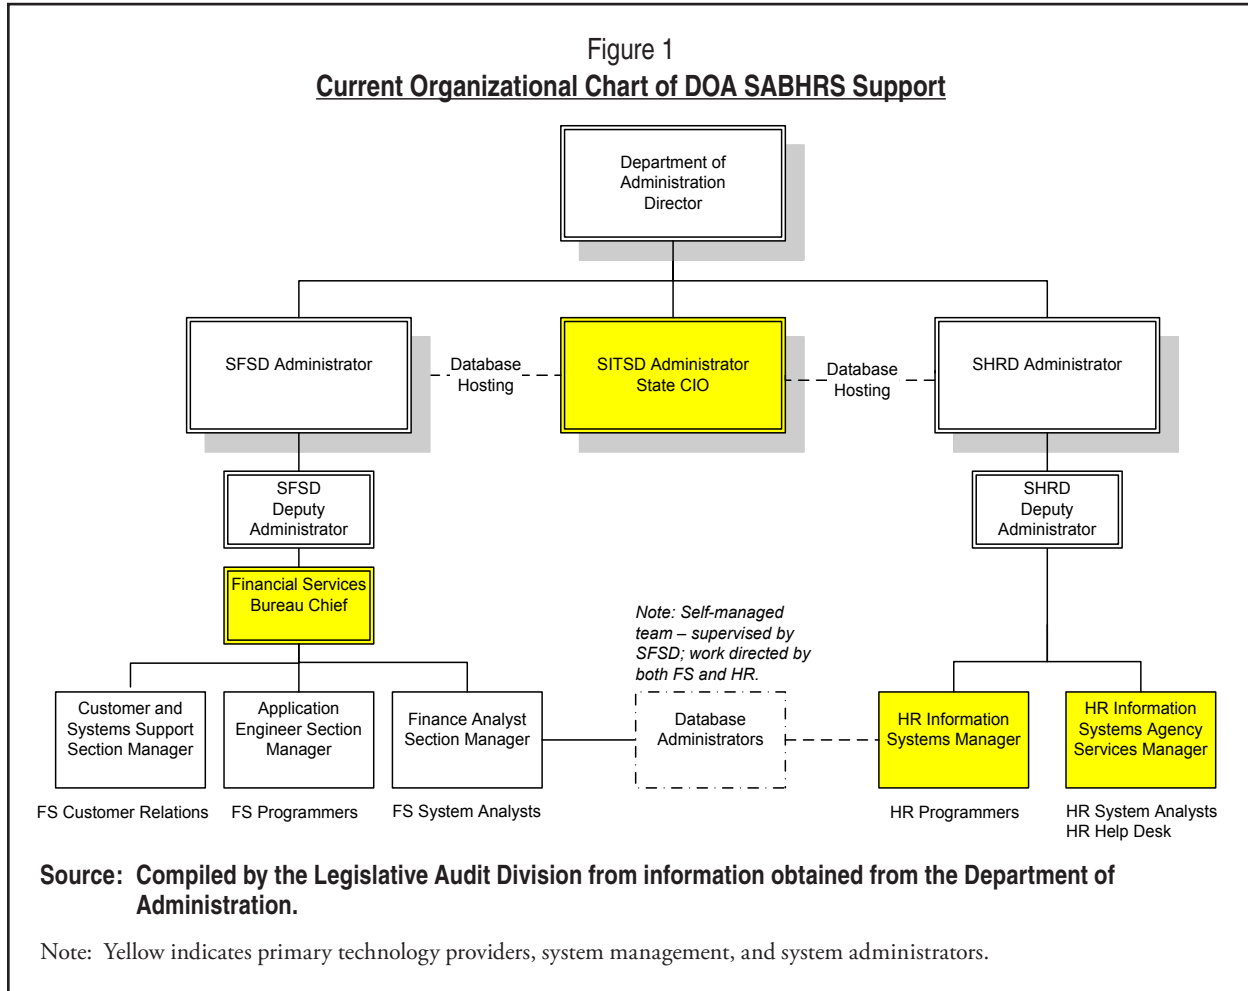 Figure 1
Current Organizational Chart of DOA SABHRS Support
Department of
Administration
Director
SFSD Administrator
Database
Hosting
SITSD Administrator
State CIO
Database
Hosting
SHRD Administrator
SFSD
Deputy
Administrator
SHRD
Deputy
Administrator
Financial Services
Bureau Chief
Note: Self-managed
team – supervised by
SFSD; work directed by
both FS and HR.
Customer and
Systems Support
Section Manager
Application
Engineer Section
Manager
Finance Analyst
Section Manager
Database
Administrators
HR Information
Systems Manager
HR Information
Systems Agency
Services Manager
FS Customer Relations
FS Programmers
FS System Analysts
HR Programmers
HR System Analysts
HR Help Desk
Source: Compiled by the Legislative Audit Division from information obtained from the Department of
Administration.
Note: Yellow indicates primary technology providers, system management, and system administrators.